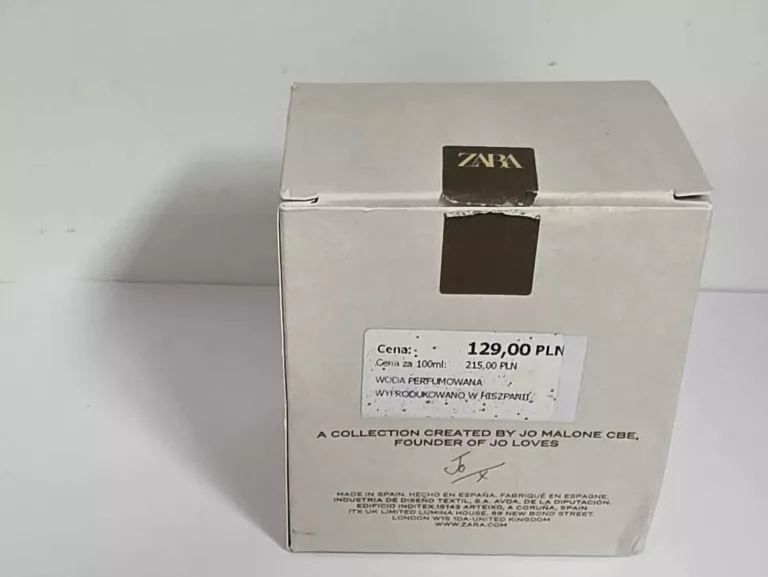 ZARA
Cena: 129,00 PLN
Cena za 100ml: 215,00 PLN
WODA PERFUMOWANA
WYPRODUKOWANO W HISZPANII
A COLLECTION CREATED BY JO MALONE CBE,
FOUNDER OF JO LOVES
Jo x
MADE IN SPAIN. HECHO EN ESPAÑA. FABRIQUÉ EN ESPAGNE.
INDUSTRIA DE DISEÑO TEXTIL, S.A. AVDA. DE LA DIPUTACIÓN.
EDIFICIO INDITEX.15143 ARTEIXO, A CORUÑA, SPAIN
ITX UK LIMITED LUMINA HOUSE. 89 NEW BOND STREET.
LONDON W1S 1DA-UNITED KINGDOM
WWW.ZARA.COM